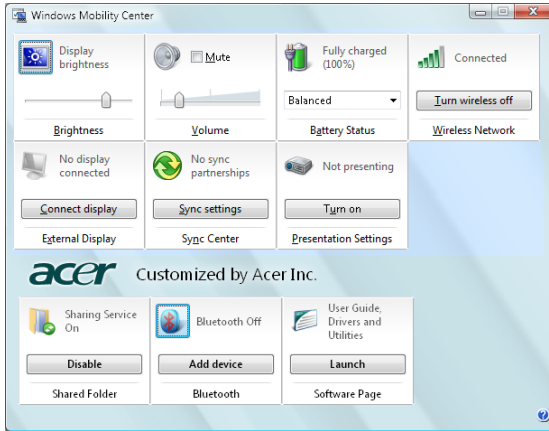 Windows Mobility Center
Display
brightness
Brightness
Mute
Volume
Fully charged
(100%)
Balanced
Battery Status
Connected
Turn wireless off
Wireless Network
No display
connected
Connect display
External Display
No sync
partnerships
Sync settings
Sync Center
Not presenting
Turn on
Presentation Settings
acer Customized by Acer Inc.
Sharing Service
On
Disable
Shared Folder
Bluetooth Off
Add device
Bluetooth
User Guide,
Drivers and
Utilities
Launch
Software Page